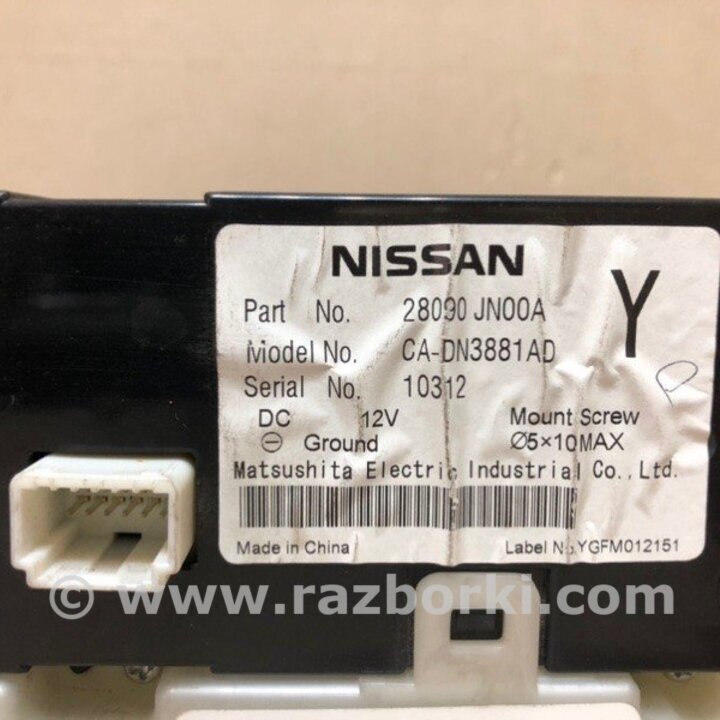 NISSAN
Part No. 28090 JN00A
Y
Model No. CA-DN3881AD
Serial No. 10312
DC 12V Mount Screw
⊖ Ground Ø5×10MAX
Matsushita Electric Industrial Co., Ltd.
Made in China Label No.YGFM012151
© www.razborki.com